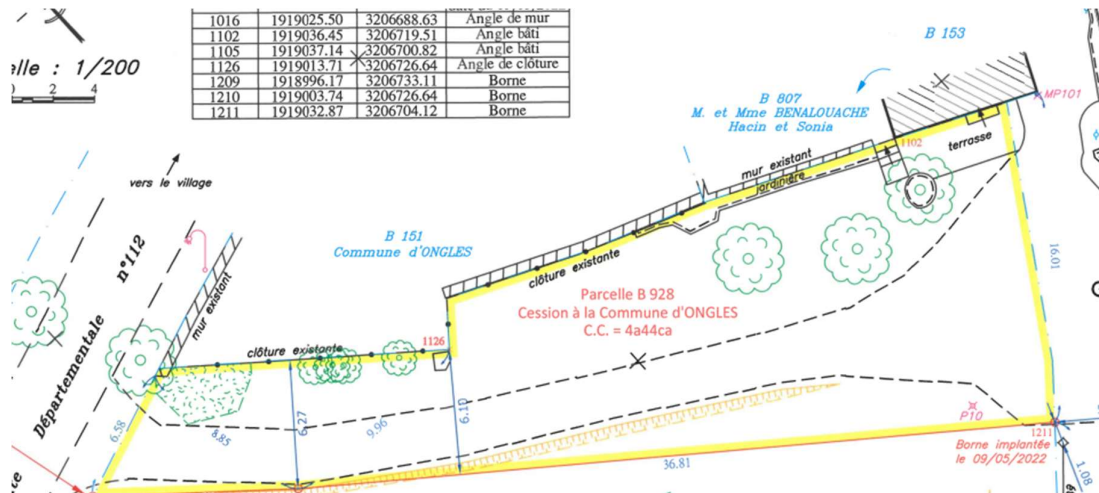 1016 1919025.50 3206688.63 Angle de mur
1102 1919036.45 3206719.51 Angle bâti
1105 1919037.14 3206700.82 Angle bâti
1126 1919013.71 3206726.64 Angle de clôture
1209 1918996.17 3206733.11 Borne
1210 1919003.74 3206726.64 Borne
1211 1919032.87 3206704.12 Borne
elle : 1/200
0 2 4
B 153
B 807
M. et Mme BENALOUACHE
Hacin et Sonia
MP101
1102
terrasse
mur existant
jardinière
vers le village
n°112
B 151
Commune d'ONGLES
mur existant
clôture existante
Parcelle B 928
Cession à la Commune d'ONGLES
C.C. = 4a44ca
16.01
1126
clôture existante
Départementale
6.58
8.85
6.27
9.96
6.10
P10
1211
36.81
Borne implantée
le 09/05/2022
1.08